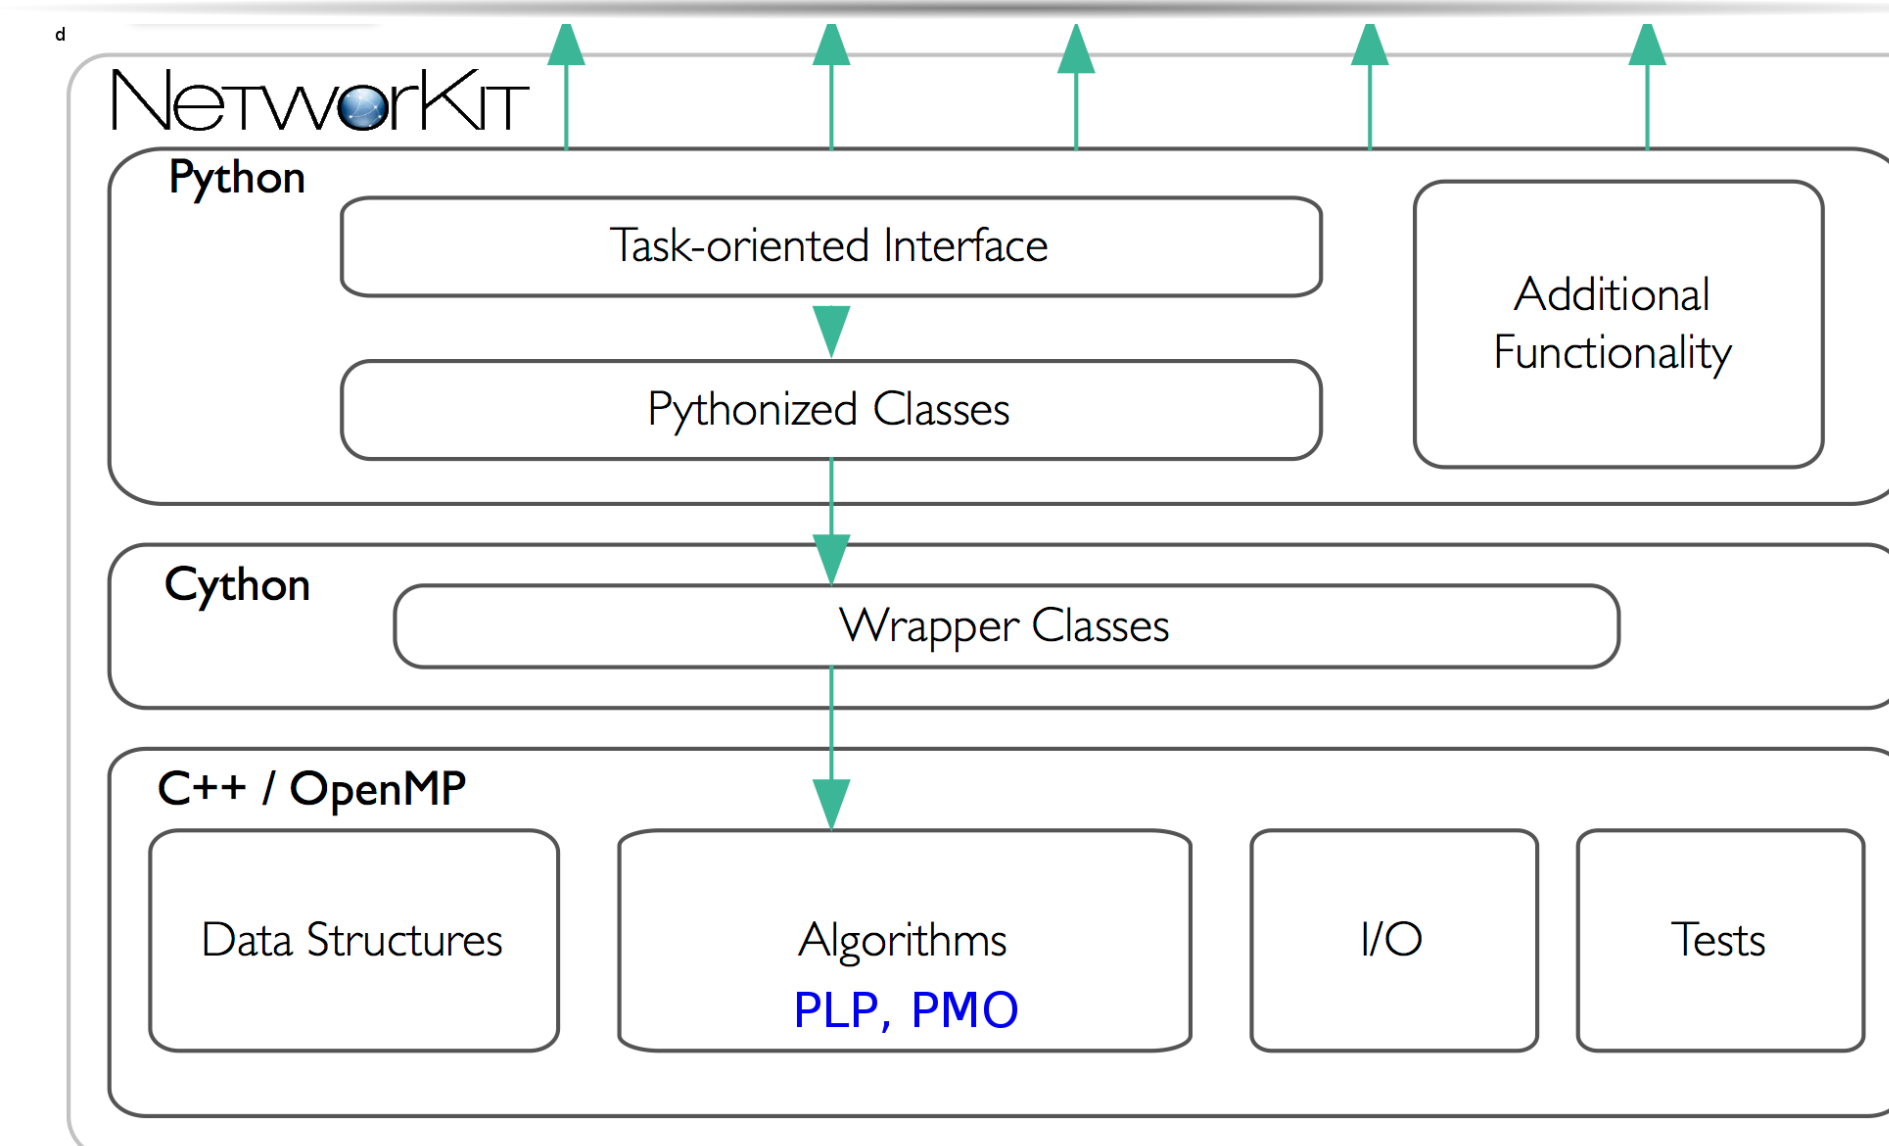 d
NetworKit
Python
Task-oriented Interface
Additional
Functionality
Pythonized Classes
Cython
Wrapper Classes
C++ / OpenMP
Data Structures
Algorithms
PLP, PMO
I/O
Tests